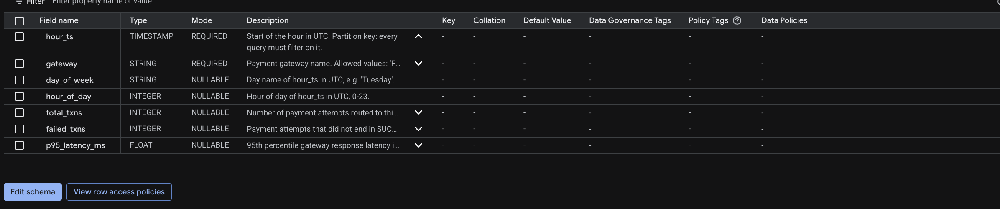 Filter Enter property name or value
Field name Type Mode Description Key Collation Default Value Data Governance Tags Policy Tags ? Data Policies
hour_ts TIMESTAMP REQUIRED Start of the hour in UTC. Partition key: every - - - - - -
query must filter on it.
gateway STRING REQUIRED Payment gateway name. Allowed values: 'F... - - - - - -
day_of_week STRING NULLABLE Day name of hour_ts in UTC, e.g. 'Tuesday'. - - - - - -
hour_of_day INTEGER NULLABLE Hour of day of hour_ts in UTC, 0-23. - - - - - -
total_txns INTEGER NULLABLE Number of payment attempts routed to thi... - - - - - -
failed_txns INTEGER NULLABLE Payment attempts that did not end in SUC... - - - - - -
p95_latency_ms FLOAT NULLABLE 95th percentile gateway response latency i... - - - - - -
Edit schema View row access policies